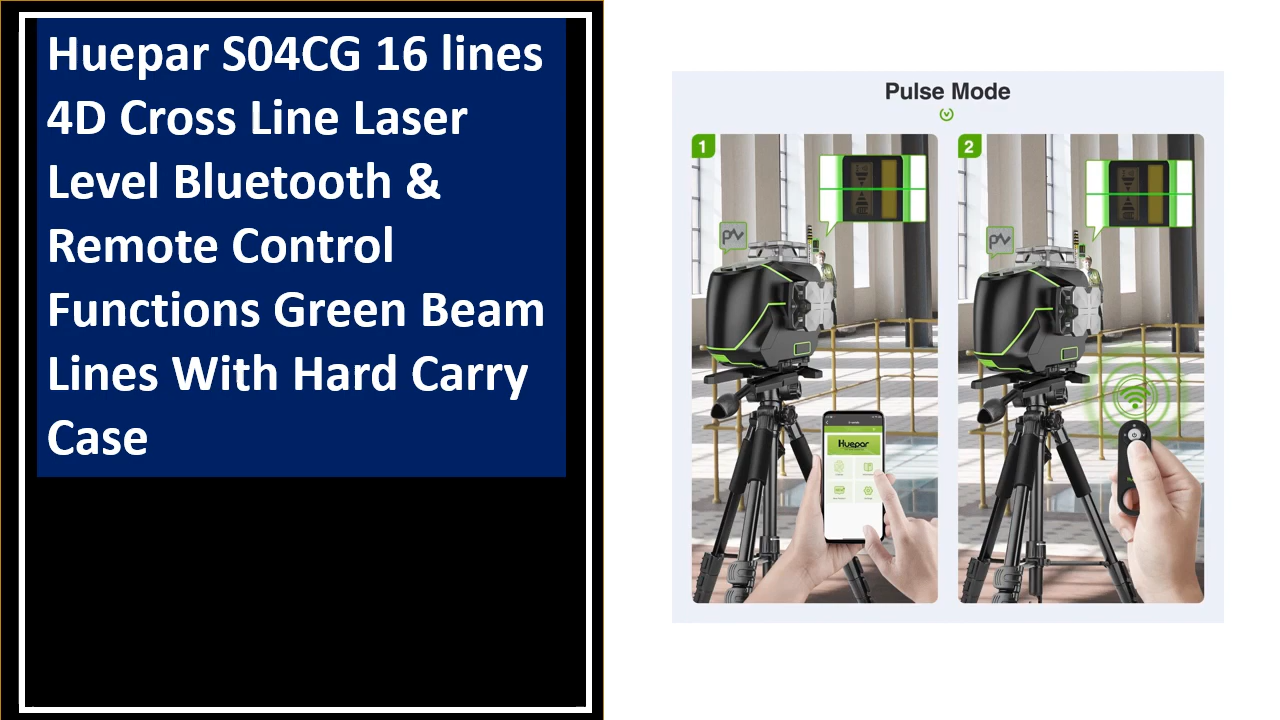 Huepar S04CG 16 lines
4D Cross Line Laser
Level Bluetooth &
Remote Control
Functions Green Beam
Lines With Hard Carry
Case
Pulse Mode
1
2
Huepar